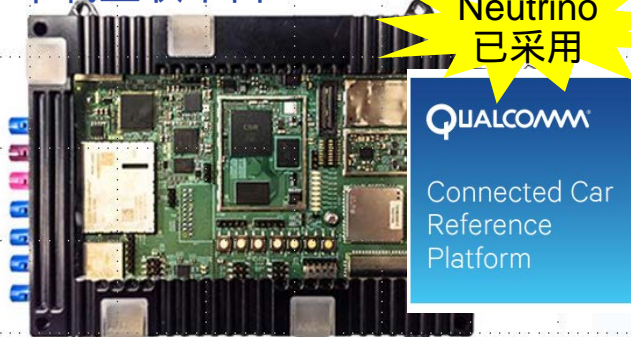 Neutrino
已采用
QUALCOMM
Connected Car
Reference
Platform